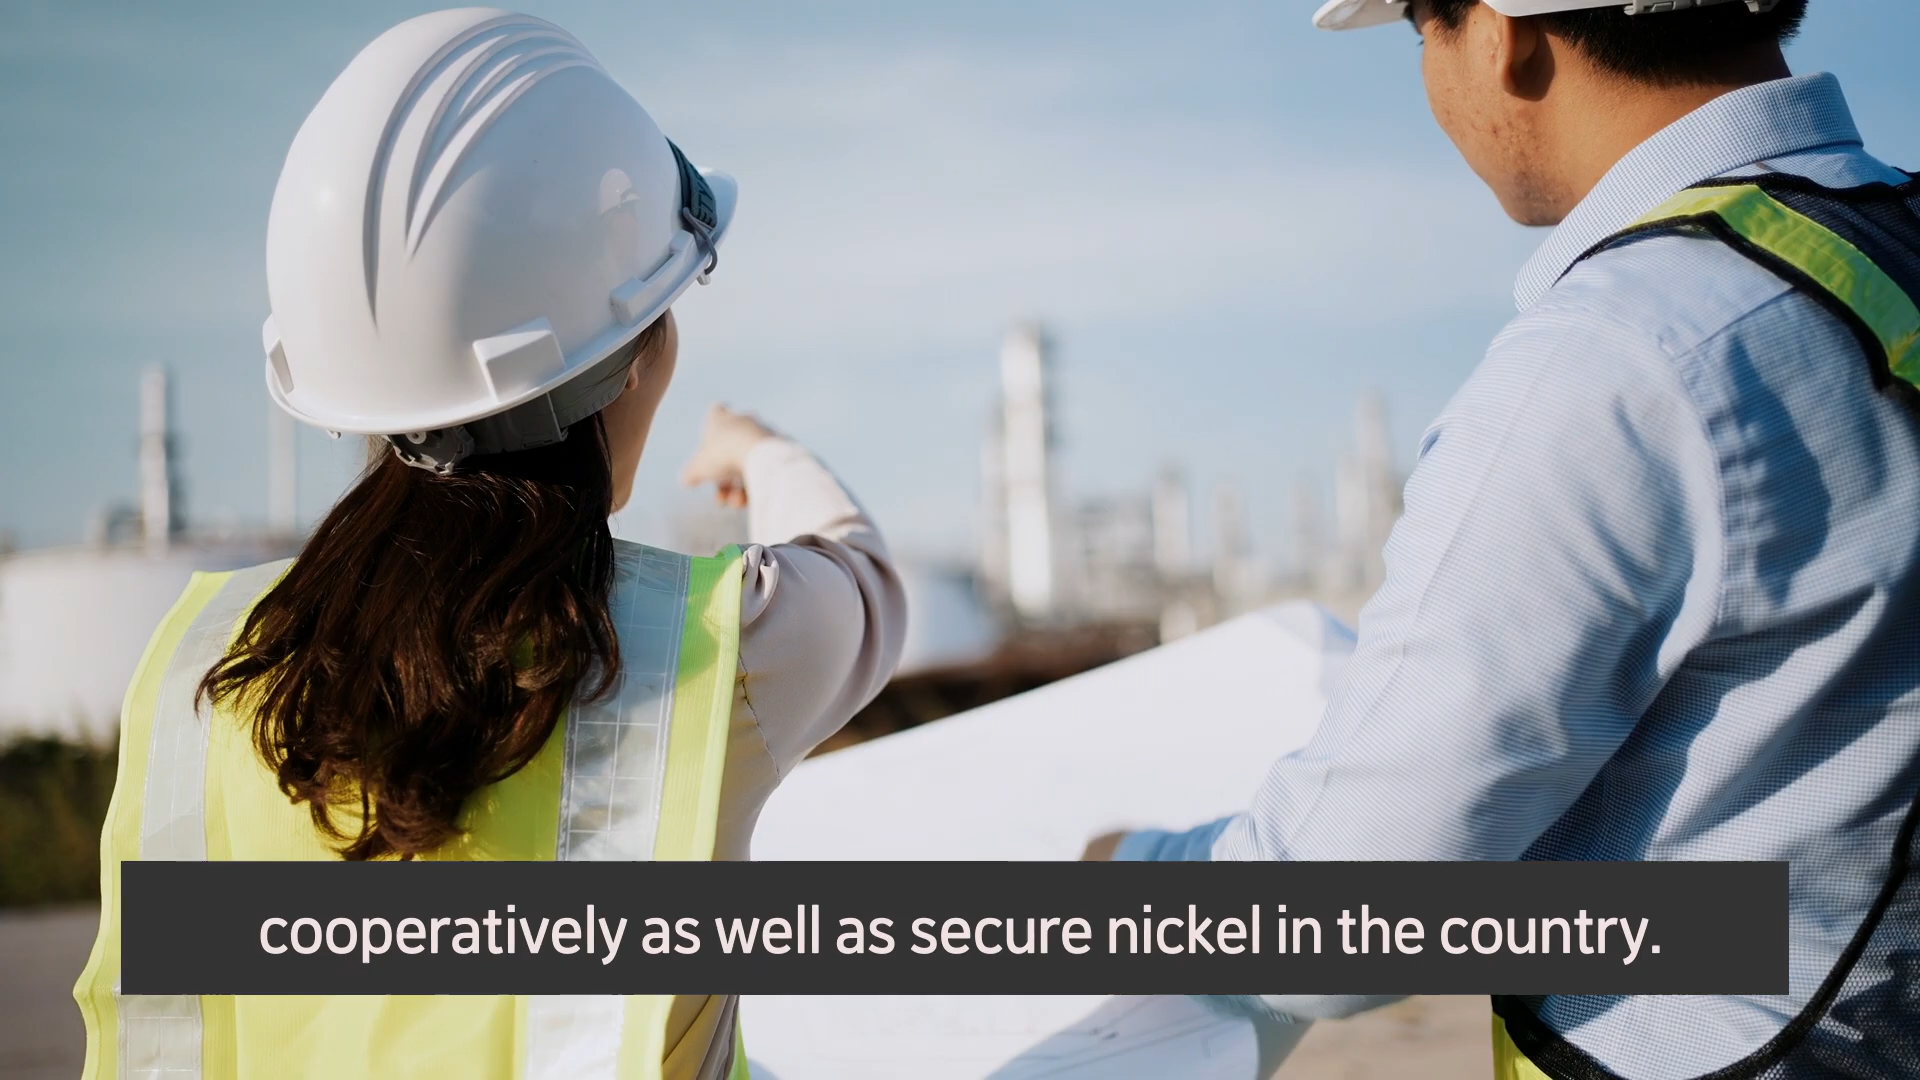 cooperatively as well as secure nickel in the country.